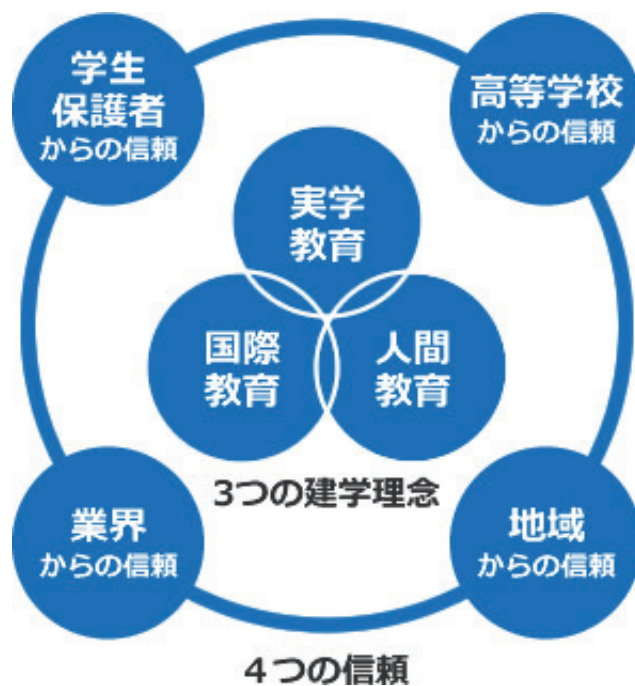 学生
保護者
からの信頼
高等学校
からの信頼
実学
教育
国際
教育
人間
教育
3つの建学理念
業界
からの信頼
地域
からの信頼
4つの信頼